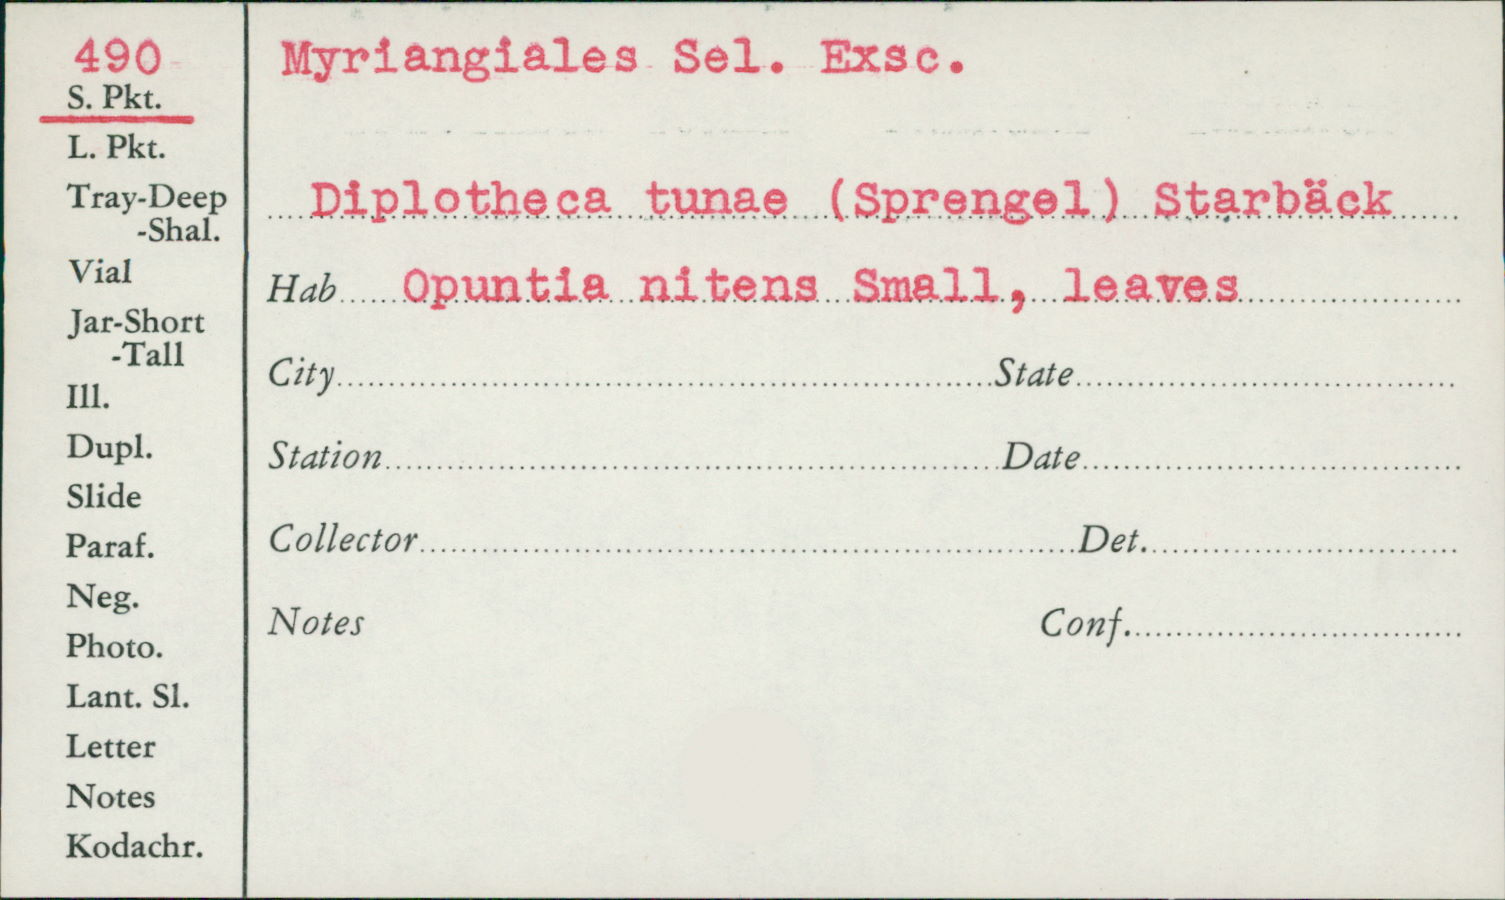 490
S. Pkt.
L. Pkt.
Tray-Deep
-Shal.
Vial
Jar-Short
-Tall
Ill.
Dupl.
Slide
Paraf.
Neg.
Photo.
Lant. Sl.
Letter
Notes
Kodachr.
Myriangiales Sel. Exsc.
Diplotheca tunae (Sprengel) Starbäck
Hab Opuntia nitens Small, leaves
City State
Station Date
Collector Det.
Notes Conf.